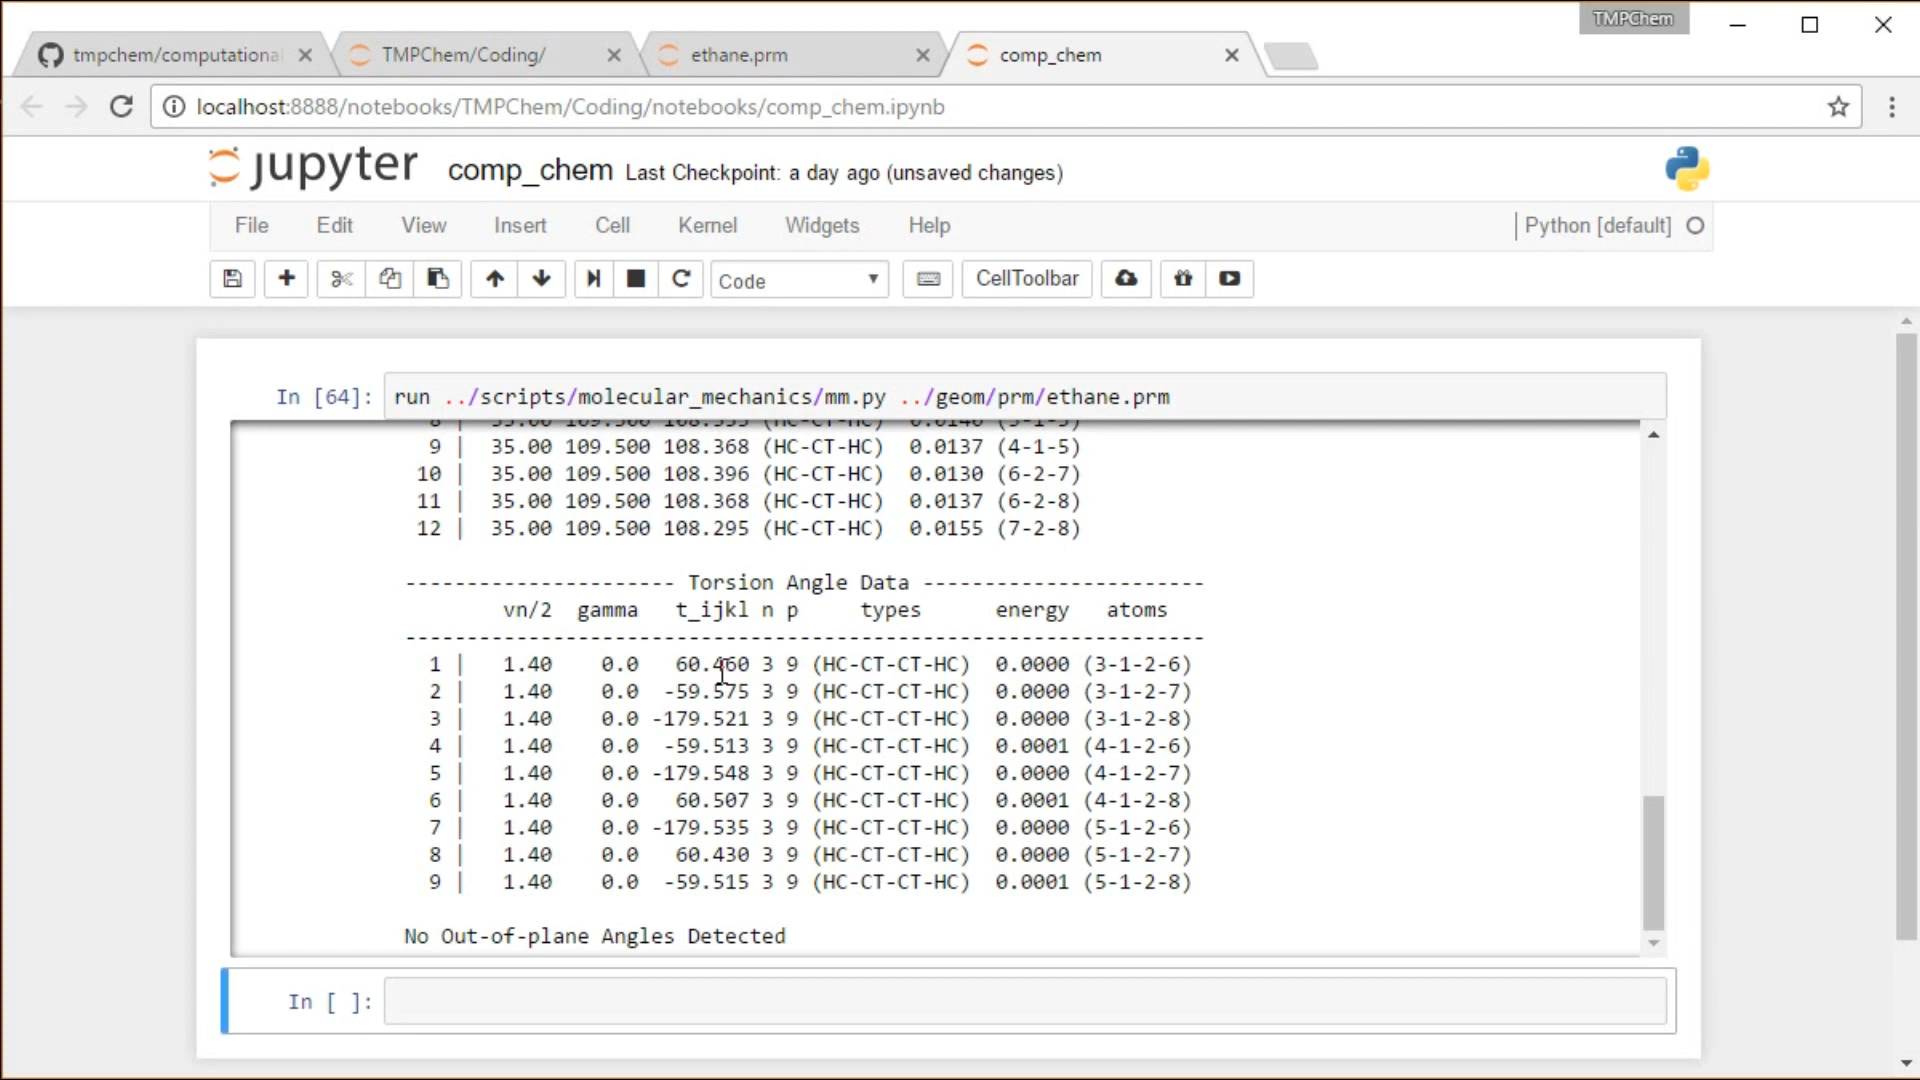 TMPChem
tmpchem/computational TMPChem/Coding/ ethane.prm comp_chem
localhost:8888/notebooks/TMPChem/Coding/notebooks/comp_chem.ipynb
jupyter comp_chem Last Checkpoint: a day ago (unsaved changes)
File Edit View Insert Cell Kernel Widgets Help Python [default]
Code CellToolbar
In [64]: run ../scripts/molecular_mechanics/mm.py ../geom/prm/ethane.prm
8 | 35.00 109.500 (HC-CT-HC) 0.0140 (3-1-5)
9 | 35.00 109.500 108.368 (HC-CT-HC) 0.0137 (4-1-5)
10 | 35.00 109.500 108.396 (HC-CT-HC) 0.0130 (6-2-7)
11 | 35.00 109.500 108.368 (HC-CT-HC) 0.0137 (6-2-8)
12 | 35.00 109.500 108.295 (HC-CT-HC) 0.0155 (7-2-8)
---------------------- Torsion Angle Data -----------------------
vn/2 gamma t_ijkl n p types energy atoms
-----------------------------------------------------------------
1 | 1.40 0.0 60.460 3 9 (HC-CT-CT-HC) 0.0000 (3-1-2-6)
2 | 1.40 0.0 -59.575 3 9 (HC-CT-CT-HC) 0.0000 (3-1-2-7)
3 | 1.40 0.0 -179.521 3 9 (HC-CT-CT-HC) 0.0000 (3-1-2-8)
4 | 1.40 0.0 -59.513 3 9 (HC-CT-CT-HC) 0.0001 (4-1-2-6)
5 | 1.40 0.0 -179.548 3 9 (HC-CT-CT-HC) 0.0000 (4-1-2-7)
6 | 1.40 0.0 60.507 3 9 (HC-CT-CT-HC) 0.0001 (4-1-2-8)
7 | 1.40 0.0 -179.535 3 9 (HC-CT-CT-HC) 0.0000 (5-1-2-6)
8 | 1.40 0.0 60.430 3 9 (HC-CT-CT-HC) 0.0000 (5-1-2-7)
9 | 1.40 0.0 -59.515 3 9 (HC-CT-CT-HC) 0.0001 (5-1-2-8)
No Out-of-plane Angles Detected
In [ ]: